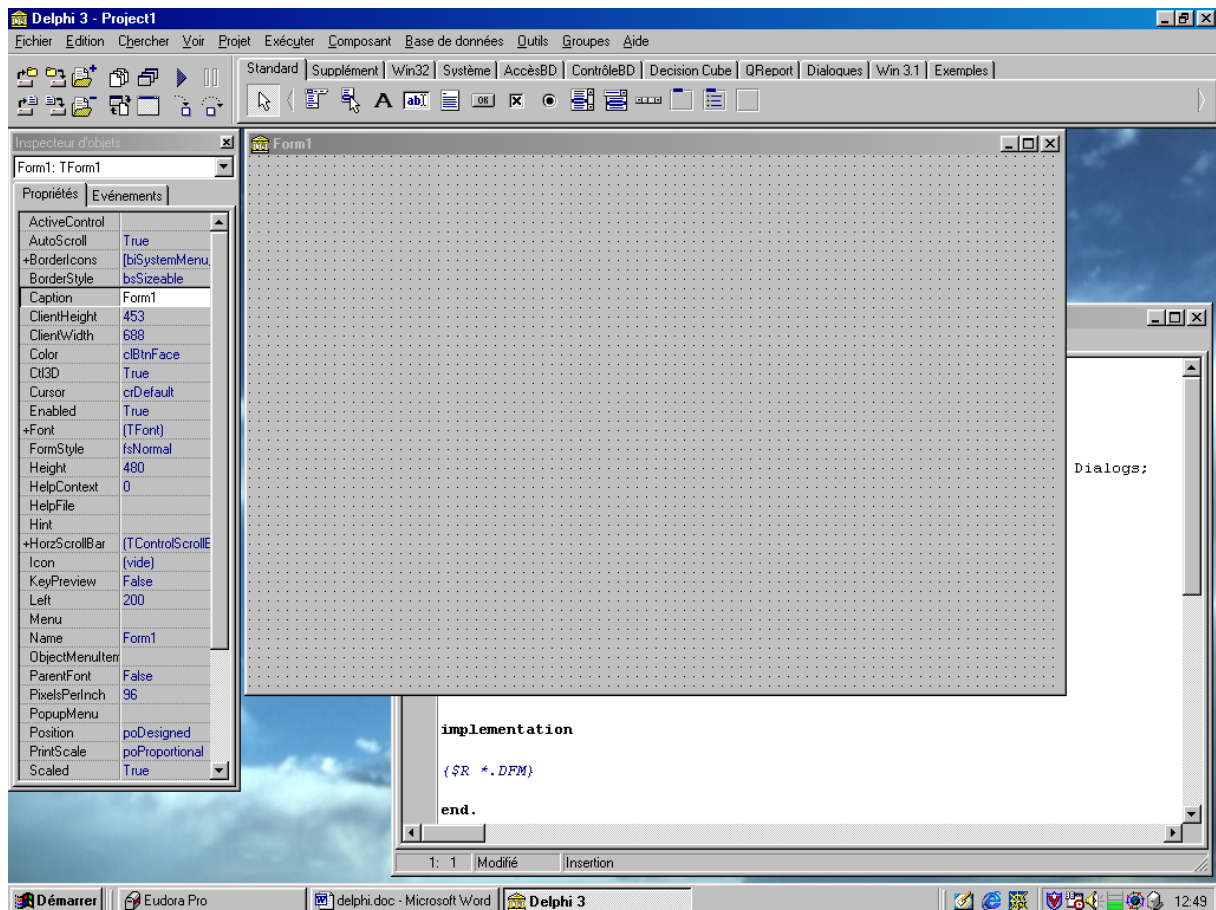 Delphi 3 - Project1
Fichier Edition Chercher Voir Projet Exécuter Composant Base de données Outils Groupes Aide
Standard Supplément Win32 Système AccèsBD ContrôleBD Decision Cube QReport Dialogues Win 3.1 Exemples
A ab OK
Inspecteur d'objets
Form1: TForm1
Propriétés Evénements
ActiveControl
AutoScroll True
+BorderIcons [biSystemMenu,
BorderStyle bsSizeable
Caption Form1
ClientHeight 453
ClientWidth 688
Color clBtnFace
Ctl3D True
Cursor crDefault
Enabled True
+Font (TFont)
FormStyle fsNormal
Height 480
HelpContext 0
HelpFile
Hint
+HorzScrollBar (TControlScrollB
Icon (vide)
KeyPreview False
Left 200
Menu
Name Form1
ObjectMenuItem
ParentFont False
PixelsPerInch 96
PopupMenu
Position poDesigned
PrintScale poProportional
Scaled True
Form1
Dialogs;
implementation
{$R *.DFM}
end.
1: 1 Modifié Insertion
Démarrer Eudora Pro delphi.doc - Microsoft Word Delphi 3 12:49